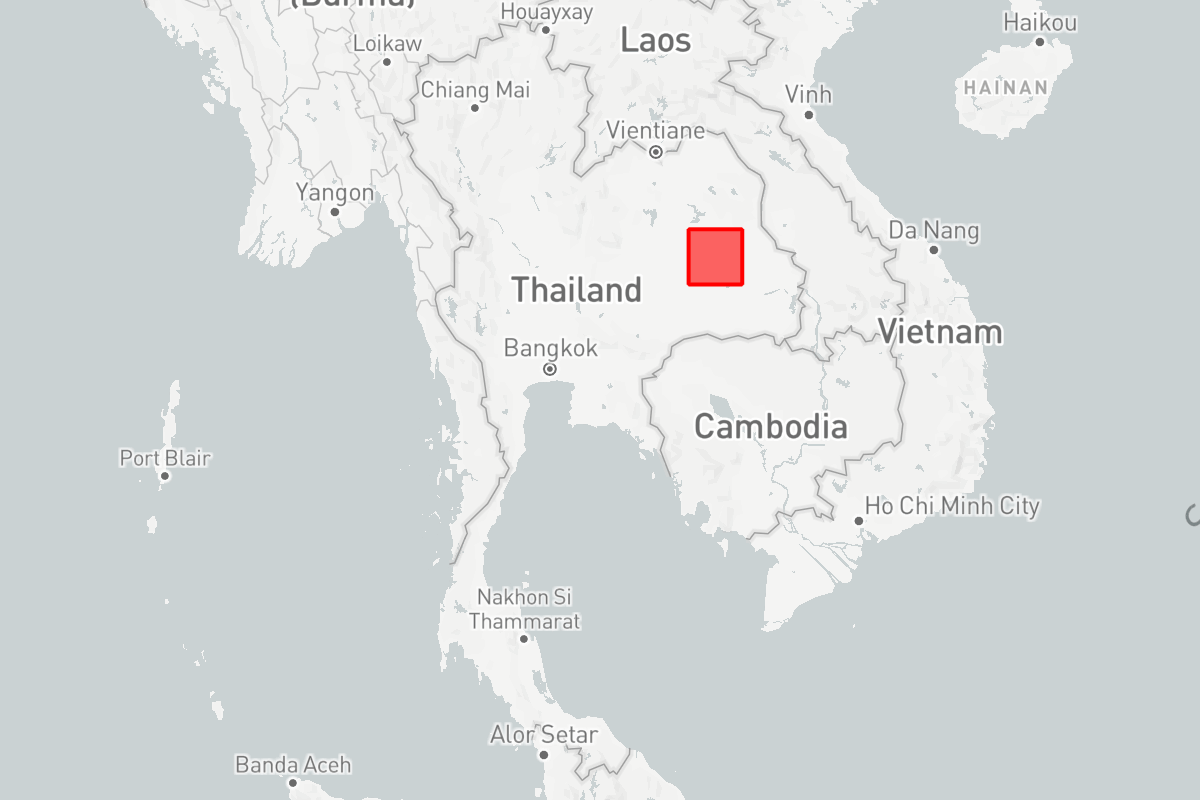 (Burma)
Houayxay
Haikou
Loikaw
Laos
Chiang Mai
HAINAN
Vinh
Vientiane
Yangon
Da Nang
Thailand
Vietnam
Bangkok
Cambodia
Port Blair
Ho Chi Minh City
Nakhon Si
Thammarat
Alor Setar
Banda Aceh